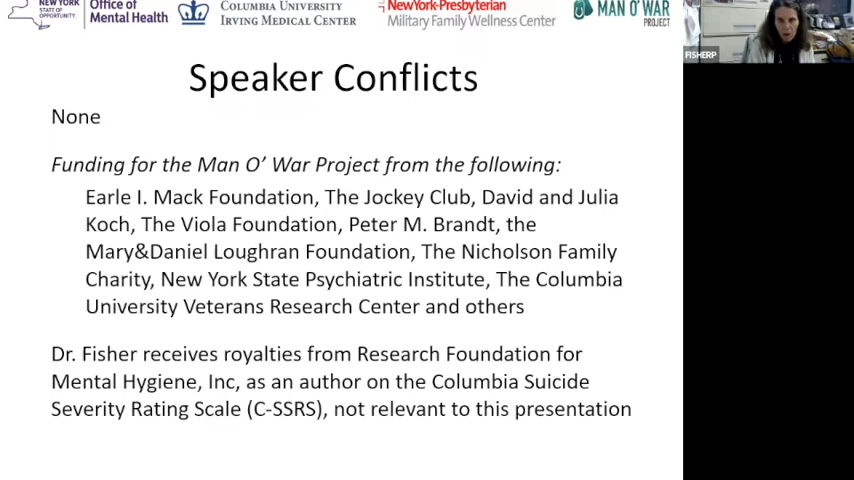 NEW YORK
STATE OF
OPPORTUNITY.
Office of
Mental Health
COLUMBIA UNIVERSITY
IRVING MEDICAL CENTER
NewYork-Presbyterian
Military Family Wellness Center
MAN O' WAR
PROJECT
FISHERP
Speaker Conflicts
None
Funding for the Man O' War Project from the following:
Earle I. Mack Foundation, The Jockey Club, David and Julia
Koch, The Viola Foundation, Peter M. Brandt, the
Mary&Daniel Loughran Foundation, The Nicholson Family
Charity, New York State Psychiatric Institute, The Columbia
University Veterans Research Center and others
Dr. Fisher receives royalties from Research Foundation for
Mental Hygiene, Inc, as an author on the Columbia Suicide
Severity Rating Scale (C-SSRS), not relevant to this presentation